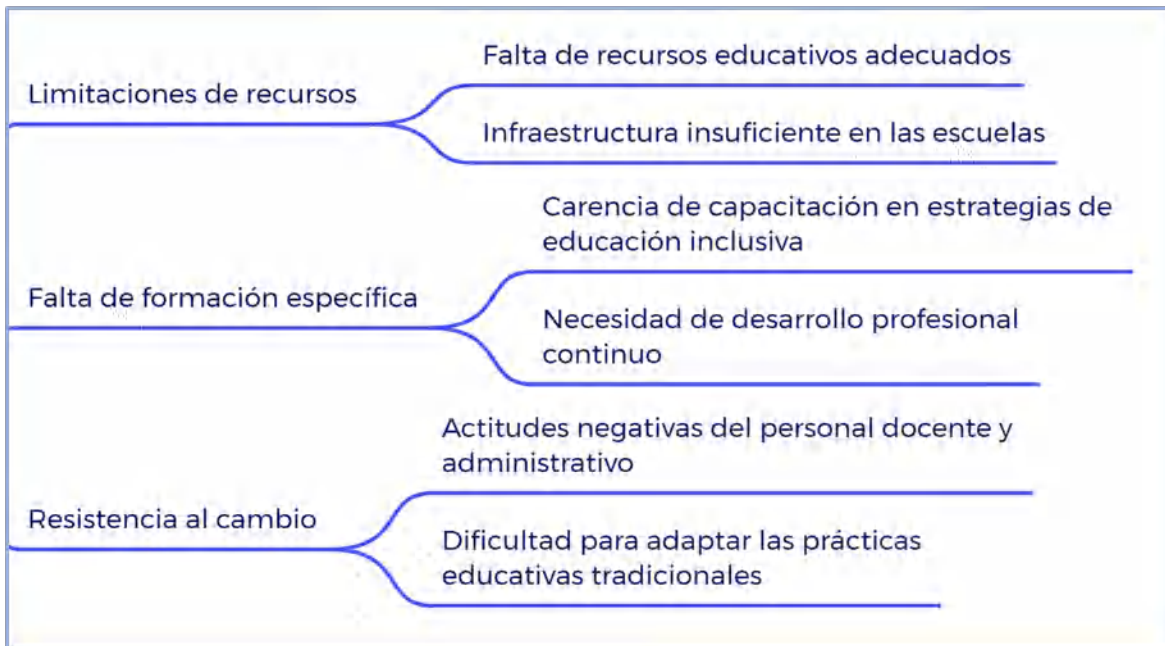 Limitaciones de recursos
Falta de recursos educativos adecuados
Infraestructura insuficiente en las escuelas
Falta de formación específica
Carencia de capacitación en estrategias de
educación inclusiva
Necesidad de desarrollo profesional
continuo
Resistencia al cambio
Actitudes negativas del personal docente y
administrativo
Dificultad para adaptar las prácticas
educativas tradicionales